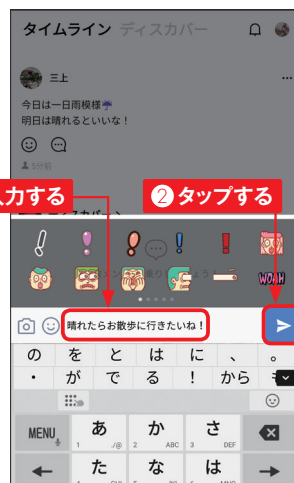 タイムライン ディスカバー
三上
今日は一日雨模様☔
明日は晴れるといいな！
5分前
入力する
②タップする
WOAH
晴れたらお散歩に行きたいね！
の を と は に 、 。
・ が で る ！ から
MENU あ か さ
1 ./@ 2 ABC 3 DEF
た な は